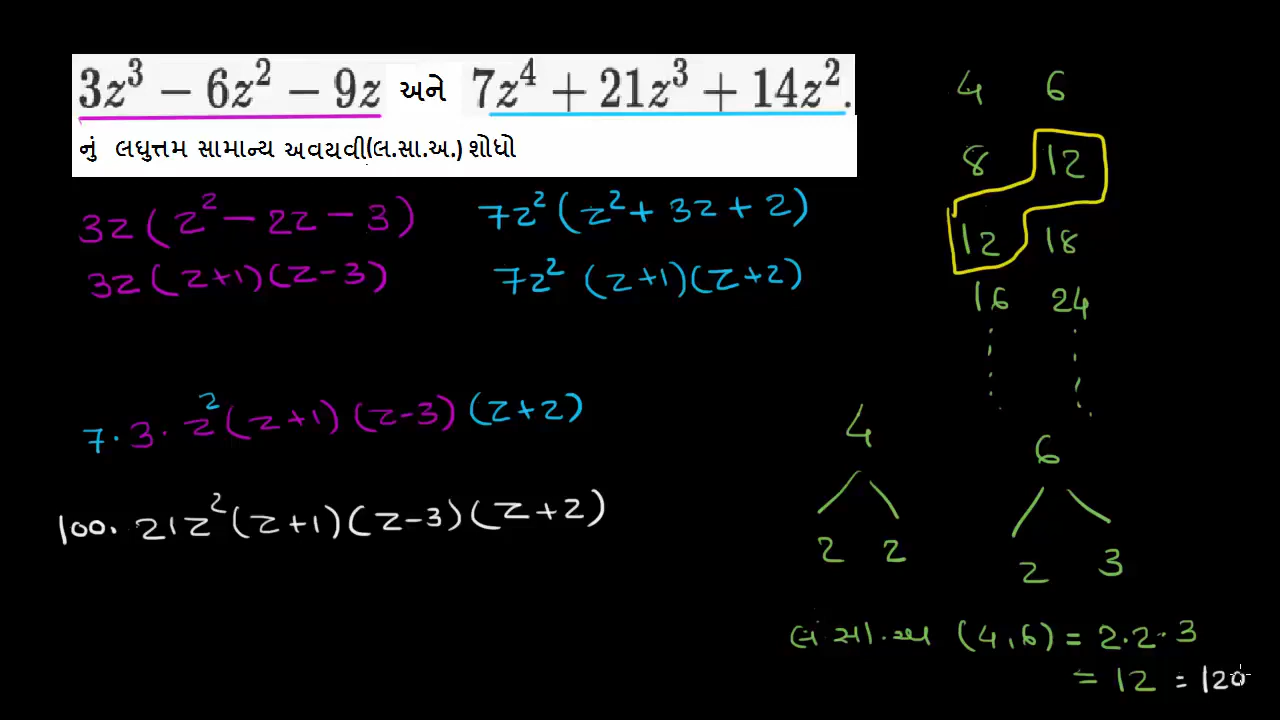 3z³ − 6z² − 9z અને 7z⁴ + 21z³ + 14z².
નું લઘુત્તમ સામાન્ય અવયવી(લ.સા.અ.) શોધો
3z(z² − 2z − 3)
3z(z+1)(z−3)
7z²(z² + 3z + 2)
7z²(z+1)(z+2)
7·3·z²(z+1)(z−3)(z+2)
100. 21z²(z+1)(z−3)(z+2)
4 6
8 12
12 18
16 24
4
2 2
6
2 3
(4,6) = 2·2·3
= 12 = 120